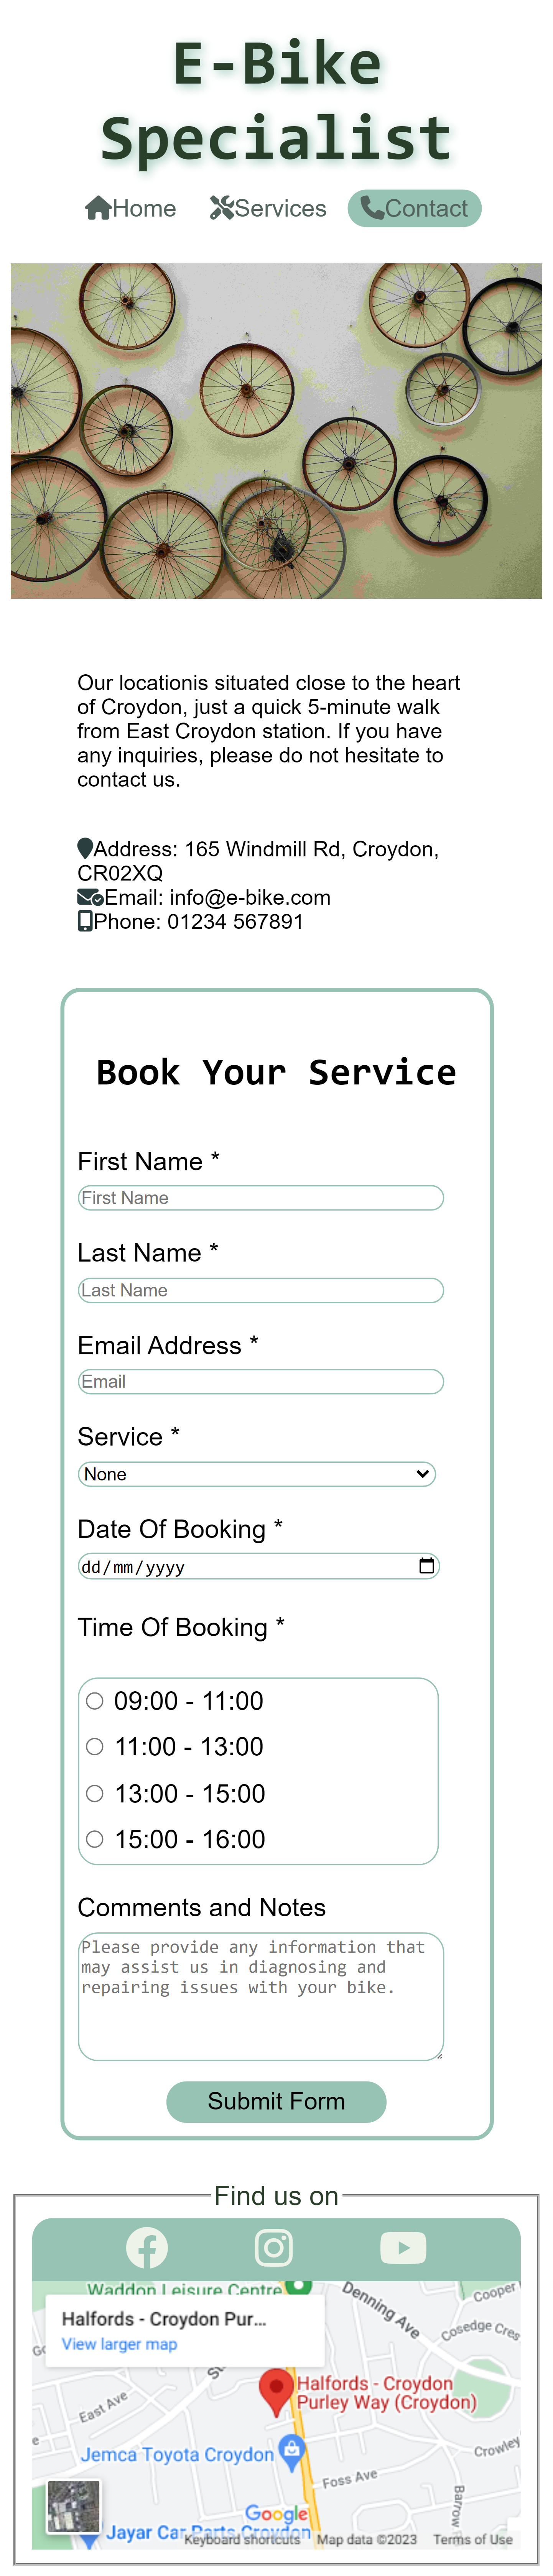 E-Bike
Specialist
Home Services Contact
Our locationis situated close to the heart
of Croydon, just a quick 5-minute walk
from East Croydon station. If you have
any inquiries, please do not hesitate to
contact us.
Address: 165 Windmill Rd, Croydon,
CR02XQ
Email: info@e-bike.com
Phone: 01234 567891
Book Your Service
First Name *
First Name
Last Name *
Last Name
Email Address *
Email
Service *
None
Date Of Booking *
dd/mm/yyyy
Time Of Booking *
09:00 - 11:00
11:00 - 13:00
13:00 - 15:00
15:00 - 16:00
Comments and Notes
Please provide any information that
may assist us in diagnosing and
repairing issues with your bike.
Submit Form
Find us on
Waddon Leisure Centre
Denning Ave
Cooper
Halfords - Croydon Pur...
View larger map
Cosedge Cres
Halfords - Croydon
Purley Way (Croydon)
East Ave
Jemca Toyota Croydon
Crowley
Foss Ave
Barrow
Google
Jayar Car Parts Croydon
Keyboard shortcuts Map data ©2023 Terms of Use